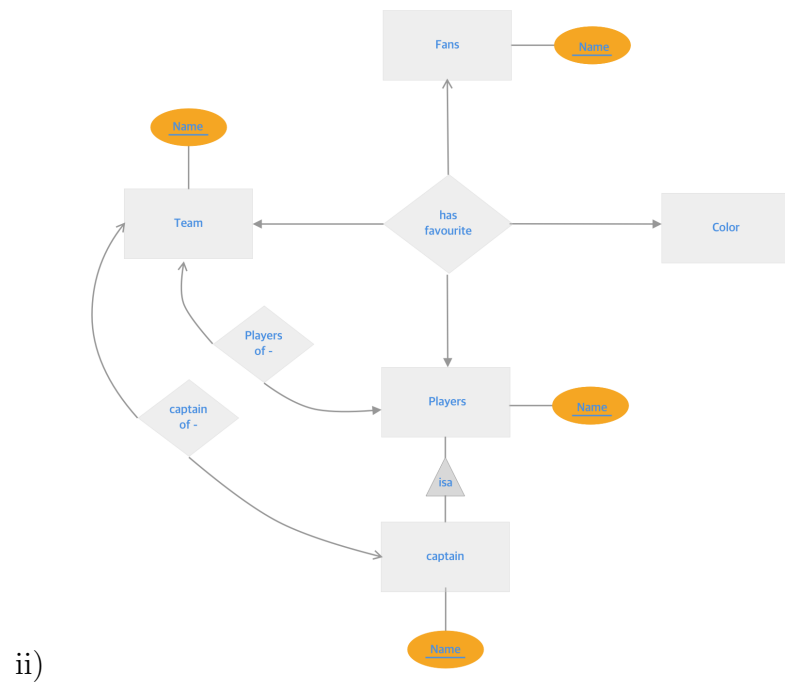 Fans
Name
Name
Team
has
favourite
Color
Players
of -
Players
Name
captain
of -
isa
captain
Name
ii)